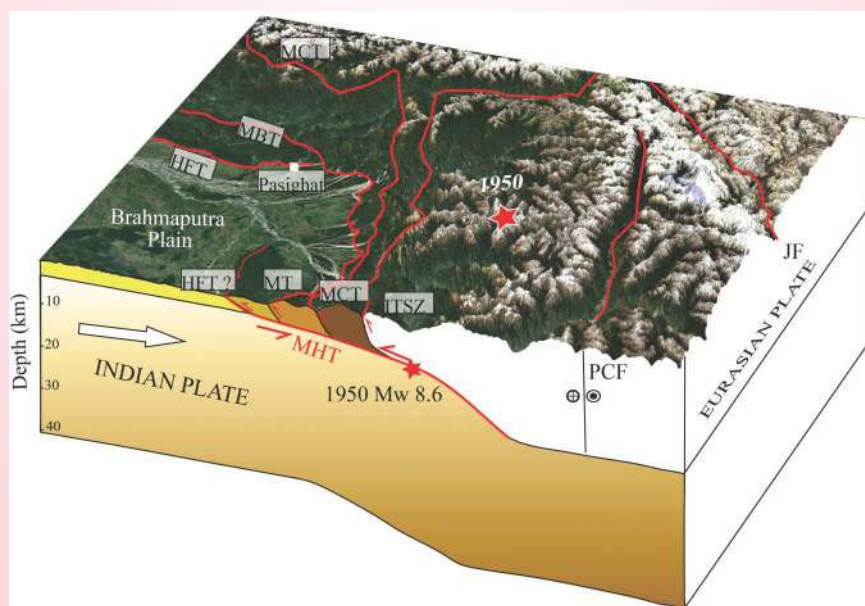 MCT
MBT
HFT
Pasighat
1950
Brahmaputra
Plain
JF
HFT ?
MT
MCT
ITSZ
10
20
30
40
Depth (km)
MHT
INDIAN PLATE
1950 Mw 8.6
PCF
EURASIAN PLATE